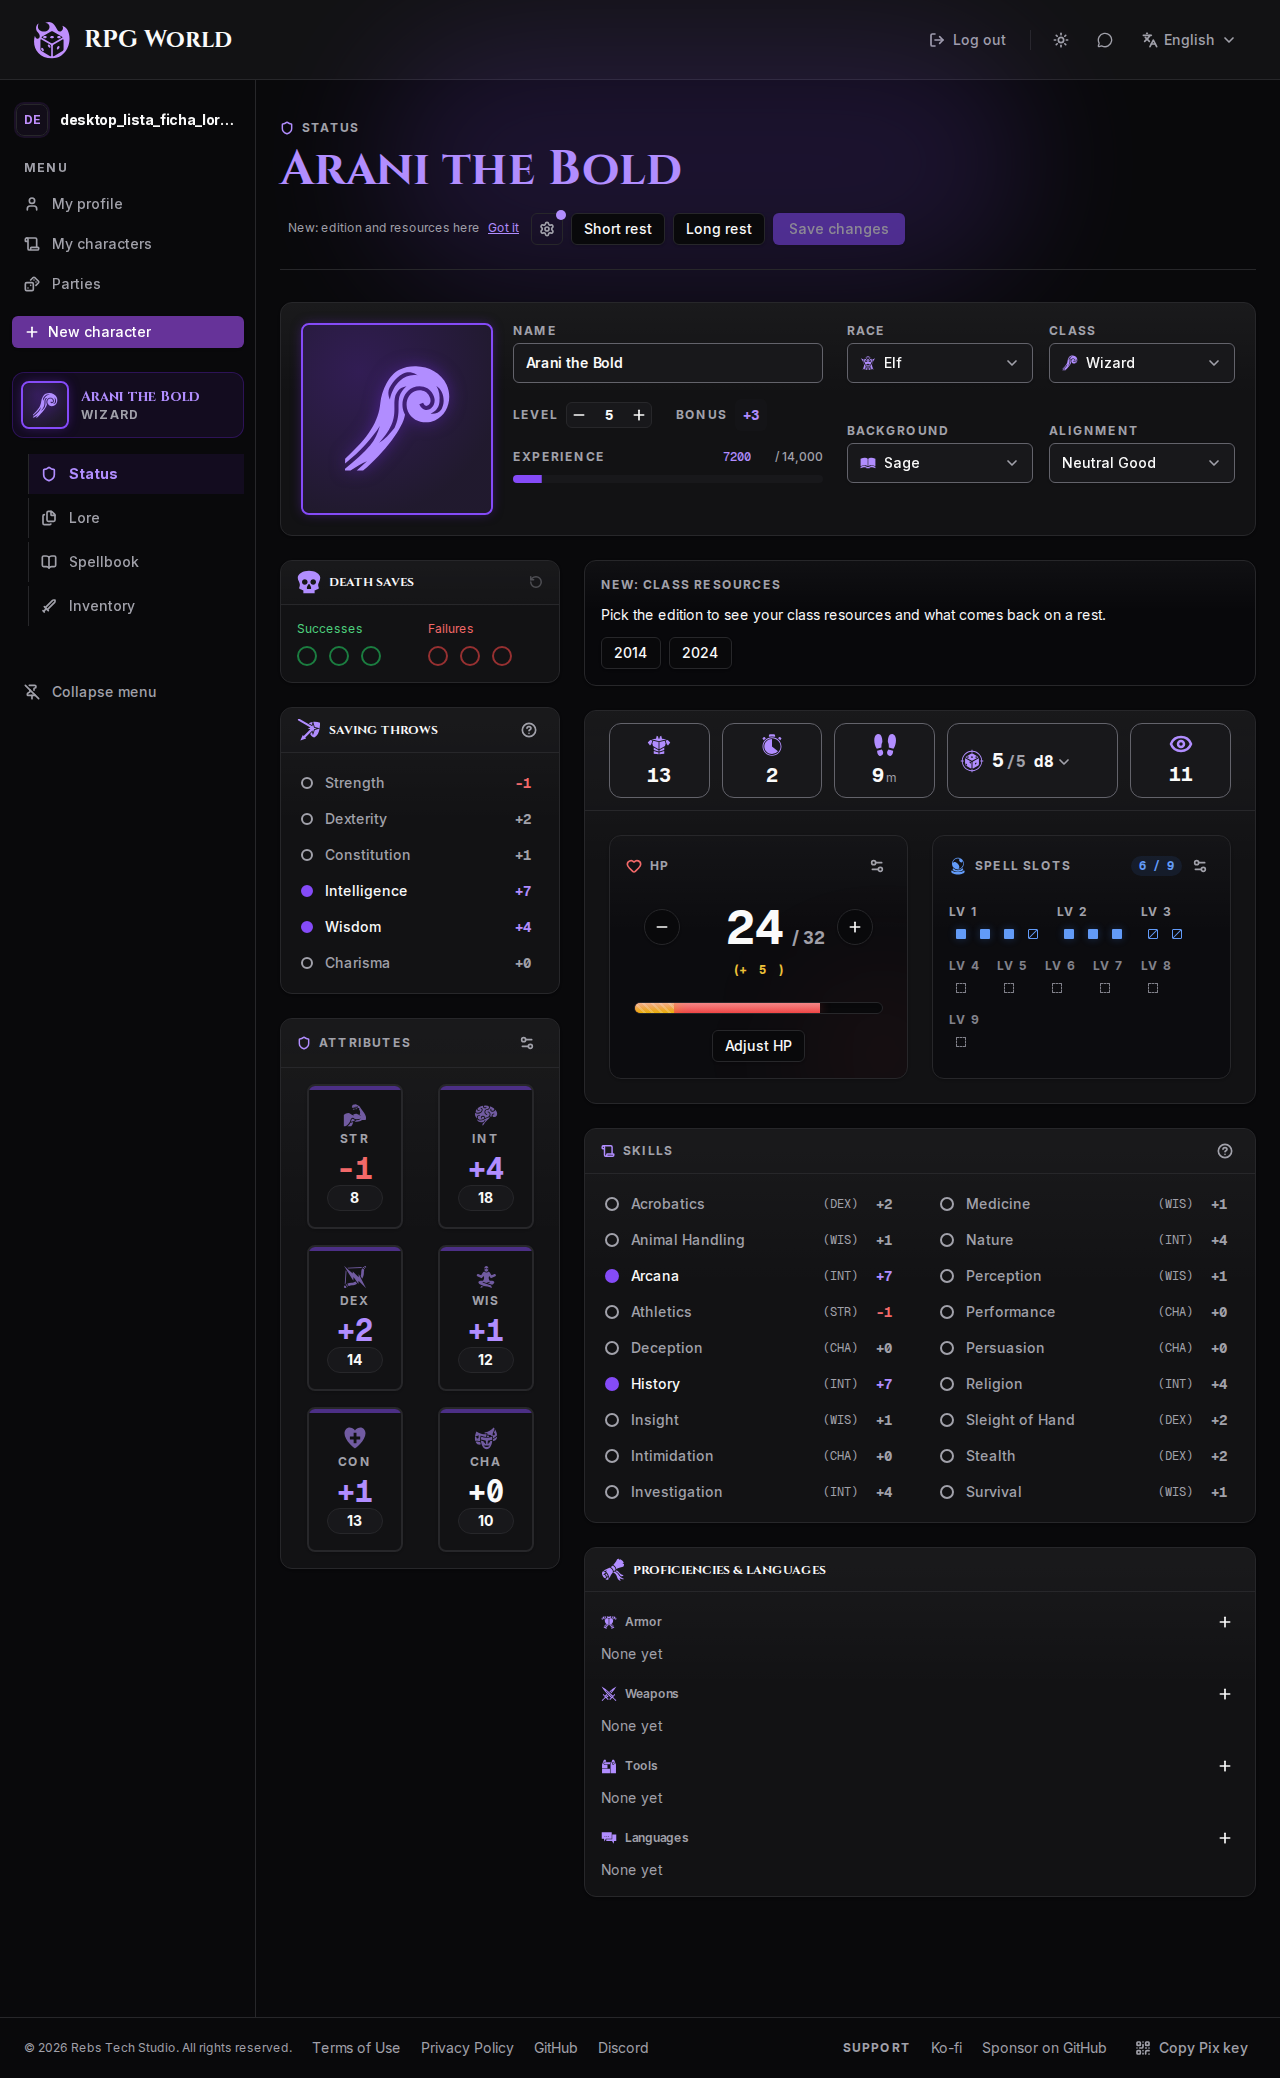 RPG World
Log out
English
DE
desktop_lista_ficha_lor...
MENU
My profile
My characters
Parties
New character
Arani the Bold
WIZARD
Status
Lore
Spellbook
Inventory
Collapse menu
STATUS
Arani the Bold
New: edition and resources here Got it
Short rest
Long rest
Save changes
NAME
Arani the Bold
LEVEL
5
BONUS +3
EXPERIENCE 7200 / 14,000
RACE
Elf
CLASS
Wizard
BACKGROUND
Sage
ALIGNMENT
Neutral Good
DEATH SAVES
Successes
Failures
SAVING THROWS
Strength -1
Dexterity +2
Constitution +1
Intelligence +7
Wisdom +4
Charisma +0
ATTRIBUTES
STR
-1
8
INT
+4
18
DEX
+2
14
WIS
+1
12
CON
+1
13
CHA
+0
10
NEW: CLASS RESOURCES
Pick the edition to see your class resources and what comes back on a rest.
2014
2024
13
2
9 m
5 / 5 d8
11
HP
24 / 32
(+ 5 )
Adjust HP
SPELL SLOTS
6 / 9
LV 1
LV 2
LV 3
LV 4
LV 5
LV 6
LV 7
LV 8
LV 9
SKILLS
Acrobatics (DEX) +2
Animal Handling (WIS) +1
Arcana (INT) +7
Athletics (STR) -1
Deception (CHA) +0
History (INT) +7
Insight (WIS) +1
Intimidation (CHA) +0
Investigation (INT) +4
Medicine (WIS) +1
Nature (INT) +4
Perception (WIS) +1
Performance (CHA) +0
Persuasion (CHA) +0
Religion (INT) +4
Sleight of Hand (DEX) +2
Stealth (DEX) +2
Survival (WIS) +1
PROFICIENCIES & LANGUAGES
Armor
None yet
Weapons
None yet
Tools
None yet
Languages
None yet
© 2026 Rebs Tech Studio. All rights reserved.
Terms of Use
Privacy Policy
GitHub
Discord
SUPPORT
Ko-fi
Sponsor on GitHub
Copy Pix key